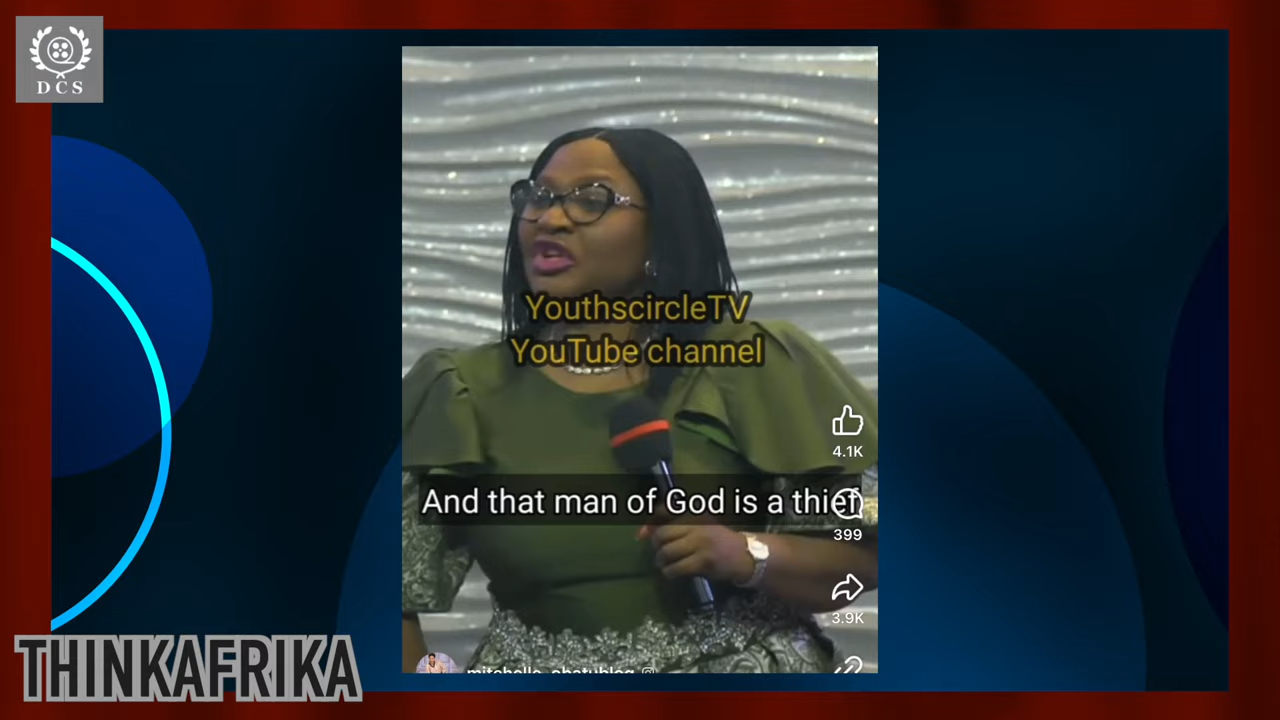 DCS
YouthscircleTV
YouTube channel
4.1K
And that man of God is a thief
399
3.9K
THINKAFRIKA